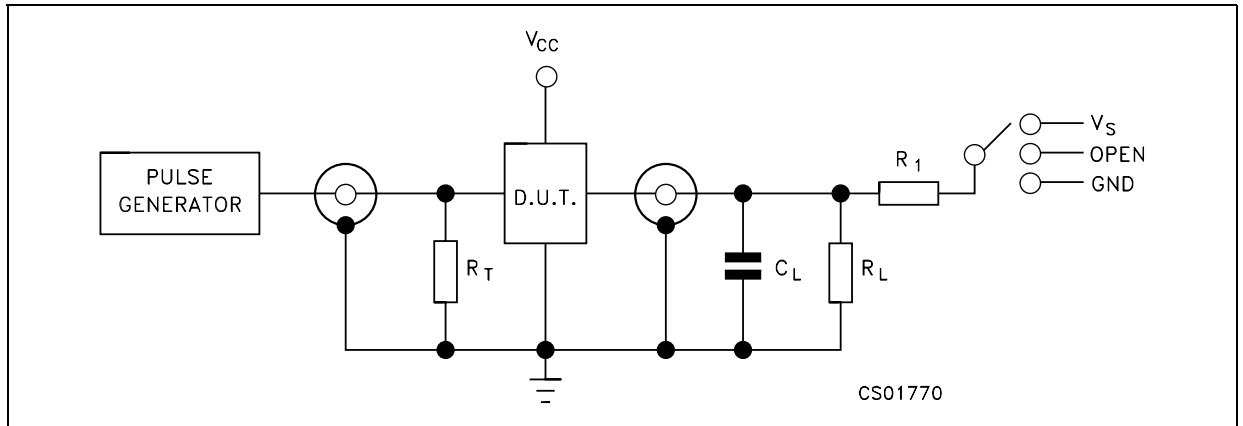 VCC
PULSE
GENERATOR
D.U.T.
RT
CL
RL
R1
VS
OPEN
GND
CS01770